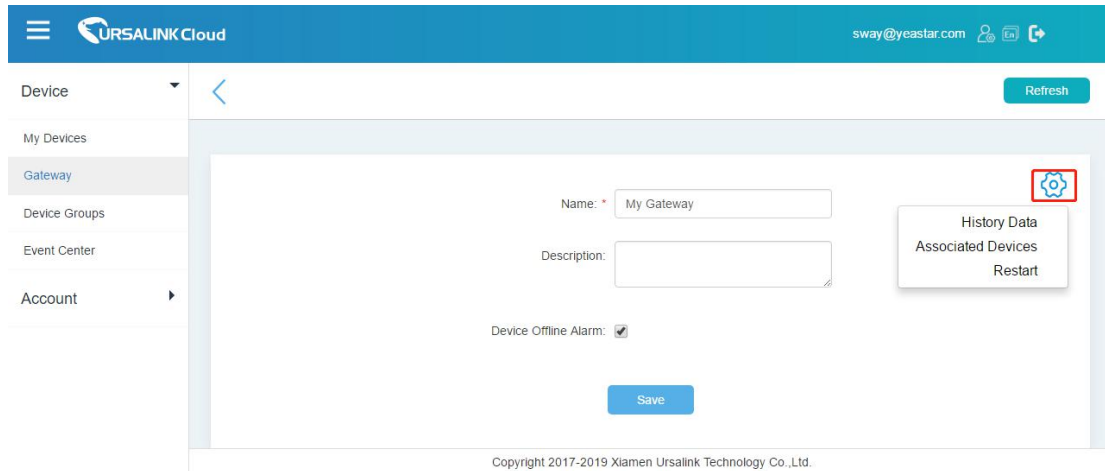 URSALINK Cloud
sway@yeastar.com
En
Device
Refresh
My Devices
Gateway
Device Groups
Event Center
Account
Name: *
My Gateway
History Data
Associated Devices
Restart
Description:
Device Offline Alarm:
Save
Copyright 2017-2019 Xiamen Ursalink Technology Co.,Ltd.